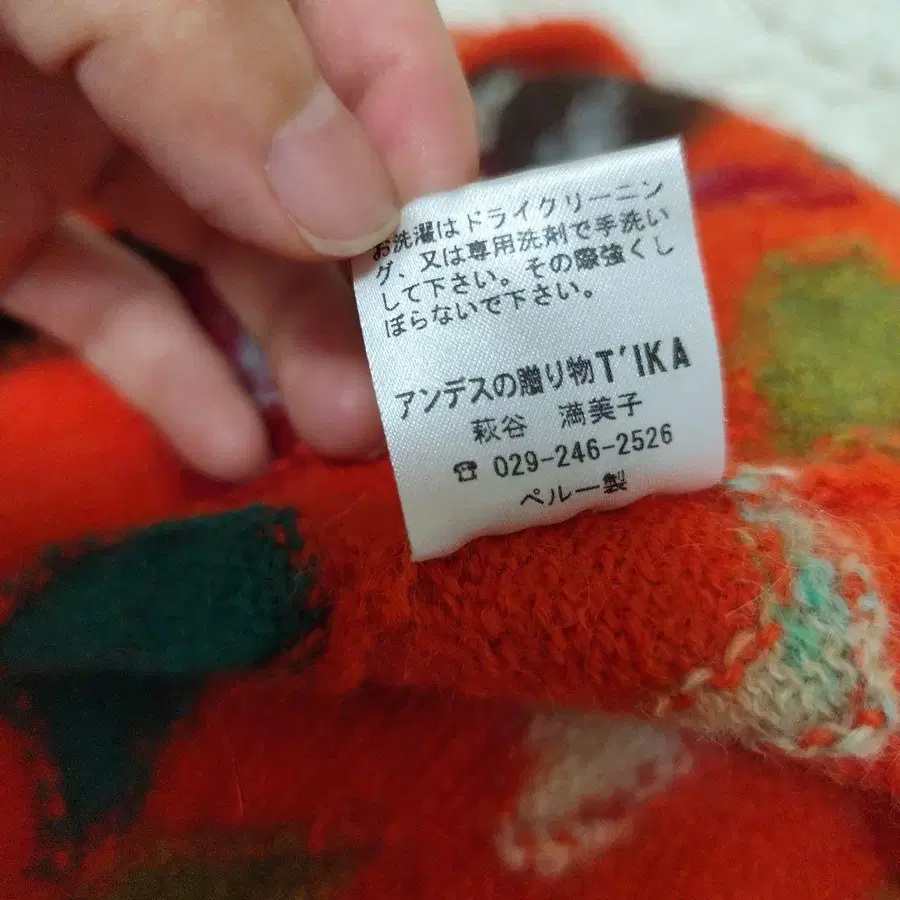 お洗濯はドライクリーニン
グ、又は専用洗剤で手洗い
して下さい。その際強くし
ぼらないで下さい。
アンデスの贈り物T'IKA
萩谷 満美子
☎ 029-246-2526
ペルー製